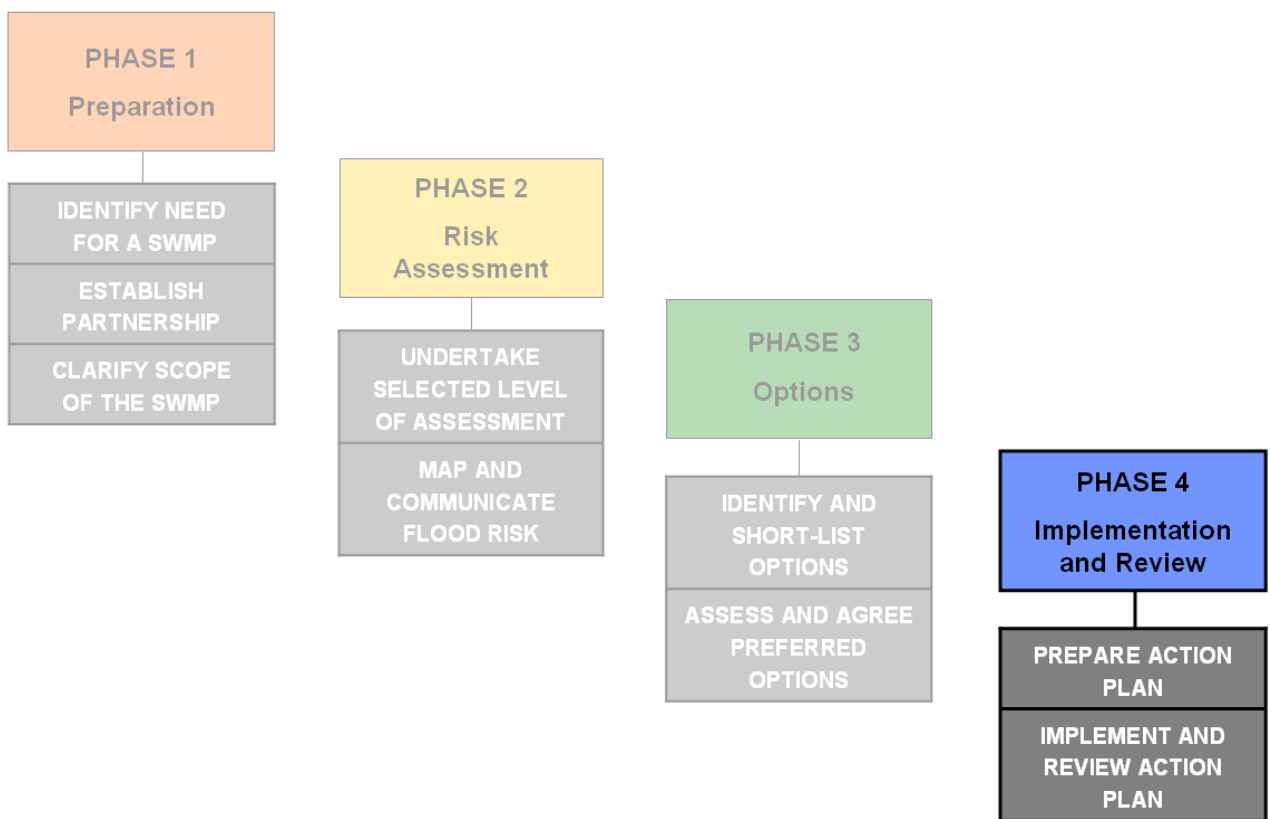 PHASE 1
Preparation
IDENTIFY NEED
FOR A SWMP
ESTABLISH
PARTNERSHIP
CLARIFY SCOPE
OF THE SWMP
PHASE 2
Risk
Assessment
UNDERTAKE
SELECTED LEVEL
OF ASSESSMENT
MAP AND
COMMUNICATE
FLOOD RISK
PHASE 3
Options
IDENTIFY AND
SHORT-LIST
OPTIONS
ASSESS AND AGREE
PREFERRED
OPTIONS
PHASE 4
Implementation
and Review
PREPARE ACTION
PLAN
IMPLEMENT AND
REVIEW ACTION
PLAN